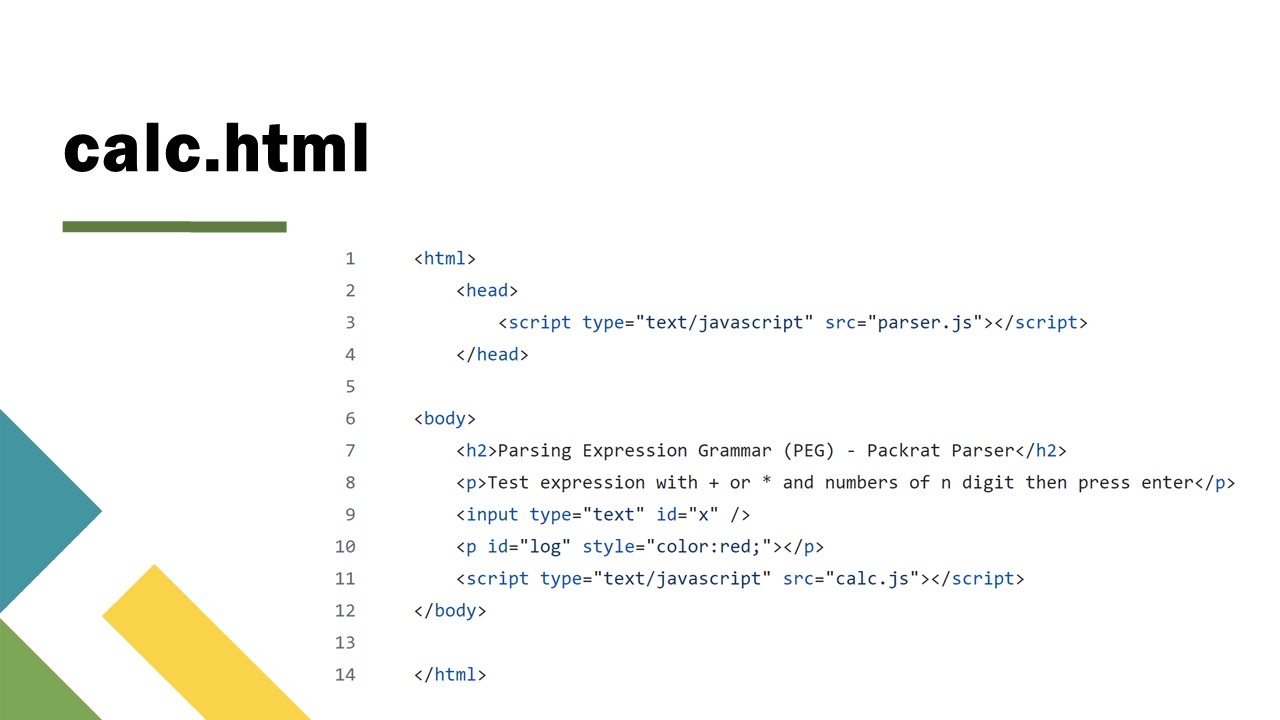 calc.html
1 <html>
2 <head>
3 <script type="text/javascript" src="parser.js"></script>
4 </head>
5
6 <body>
7 <h2>Parsing Expression Grammar (PEG) - Packrat Parser</h2>
8 <p>Test expression with + or * and numbers of n digit then press enter</p>
9 <input type="text" id="x" />
10 <p id="log" style="color:red;"></p>
11 <script type="text/javascript" src="calc.js"></script>
12 </body>
13
14 </html>